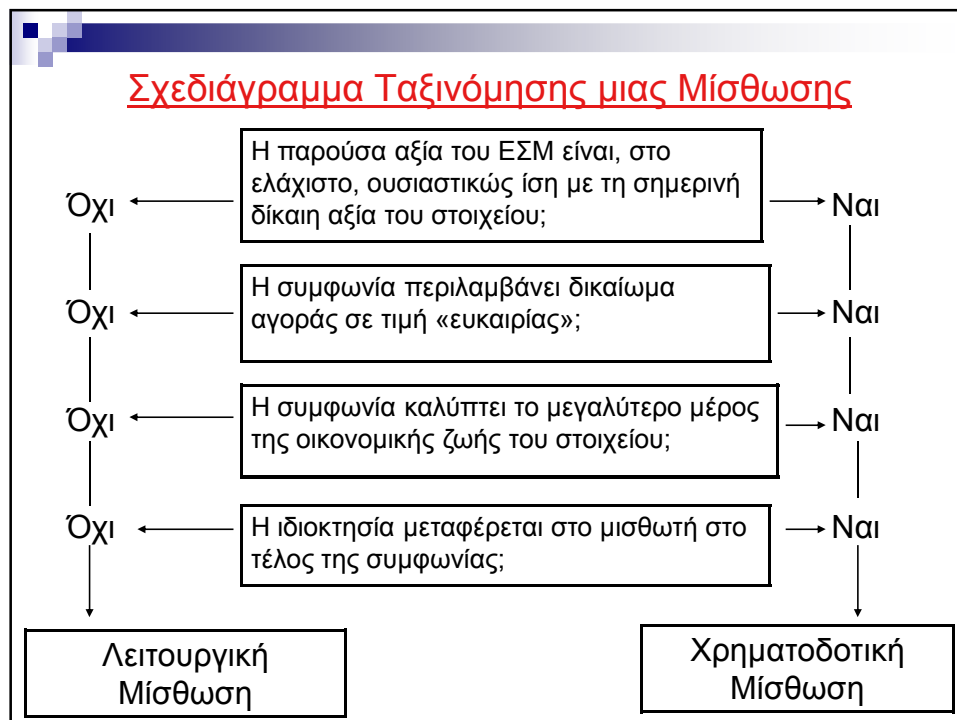 Σχεδιάγραμμα Ταξινόμησης μιας Μίσθωσης
Η παρούσα αξία του ΕΣΜ είναι, στο
ελάχιστο, ουσιαστικώς ίση με τη σημερινή
δίκαιη αξία του στοιχείου;
Όχι
Ναι
Η συμφωνία περιλαμβάνει δικαίωμα
αγοράς σε τιμή «ευκαιρίας»;
Όχι
Ναι
Η συμφωνία καλύπτει το μεγαλύτερο μέρος
της οικονομικής ζωής του στοιχείου;
Όχι
Ναι
Η ιδιοκτησία μεταφέρεται στο μισθωτή στο
τέλος της συμφωνίας;
Όχι
Ναι
Λειτουργική
Μίσθωση
Χρηματοδοτική
Μίσθωση